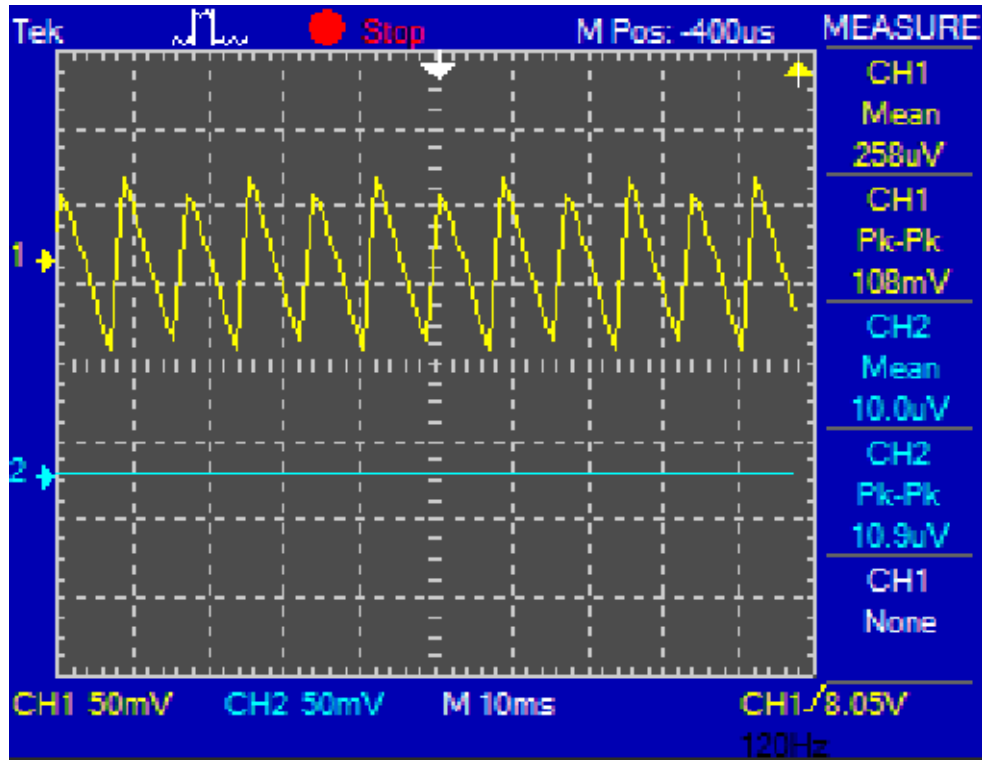 Tek Stop M Pos: -400us MEASURE
CH1
Mean
258uV
CH1
Pk-Pk
108mV
CH2
Mean
10.0uV
CH2
Pk-Pk
10.9uV
CH1
None
1
2
CH1 50mV CH2 50mV M 10ms CH1 8.05V
120Hz